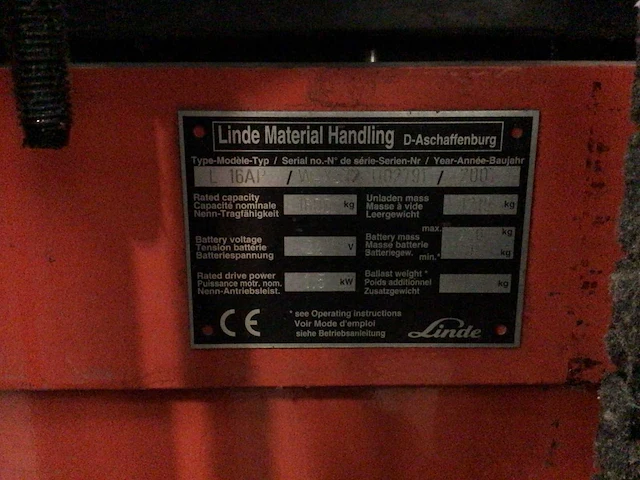 Linde Material Handling D-Aschaffenburg
Type-Modèle-Typ / Serial no.-N° de série-Serien-Nr / Year-Année-Baujahr
L 16AP / /
Rated capacity
Capacité nominale
Nenn-Tragfähigkeit
kg
Unladen mass
Masse à vide
Leergewicht
kg
Battery voltage
Tension batterie
Batteriespannung
V
max.
Battery mass
Masse batterie
Batteriegew.
min.*
kg
kg
Rated drive power
Puissance motr. nom.
Nenn-Antriebsleist.
kW
Ballast weight *
Poids additionnel
Zusatzgewicht
kg
CE
* see Operating instructions
Voir Mode d'emploi
siehe Betriebsanleitung
Linde